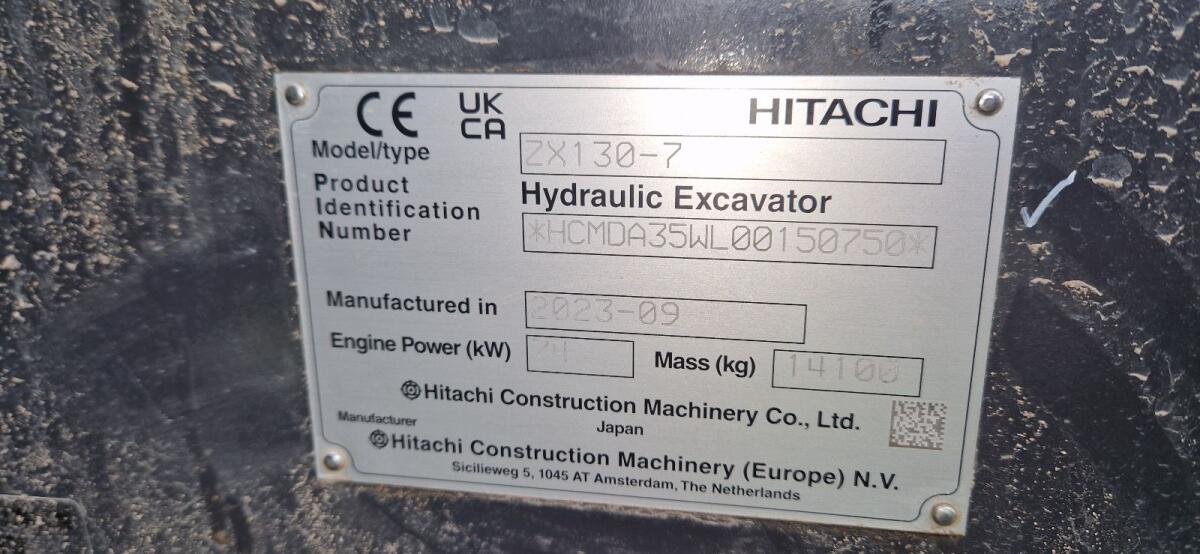 CE UK CA HITACHI
Model/type ZX130-7
Hydraulic Excavator
Product
Identification
Number *HCMDA35WL00150750*
Manufactured in 2023-09
Engine Power (kW) 74 Mass (kg) 14100
Hitachi Construction Machinery Co., Ltd.
Japan
Manufacturer
Hitachi Construction Machinery (Europe) N.V.
Sicilieweg 5, 1045 AT Amsterdam, The Netherlands